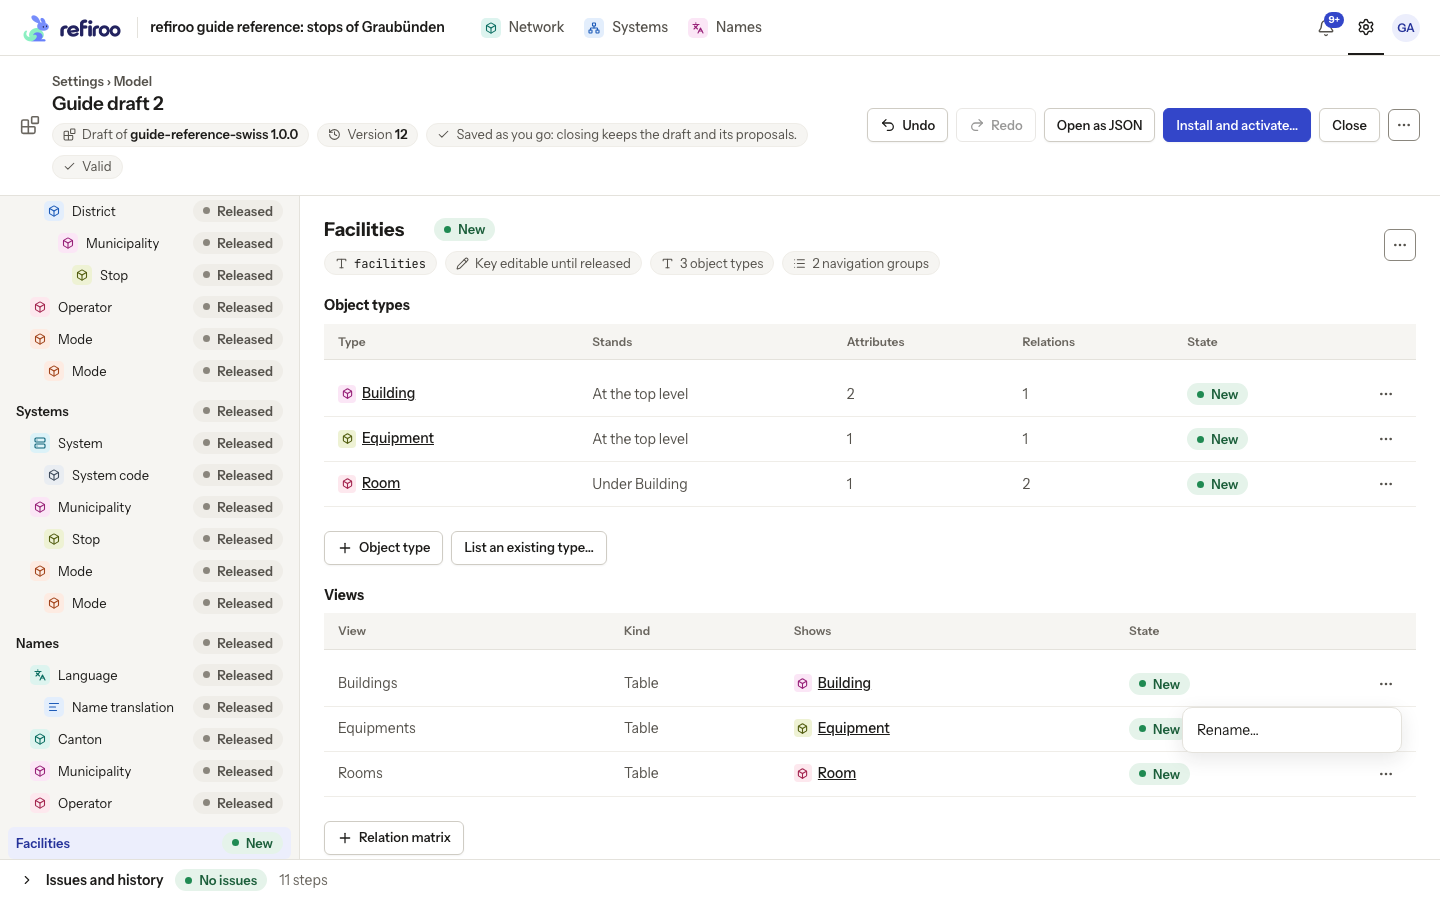 refiroo
refiroo guide reference: stops of Graubünden
Network
Systems
Names
9+
GA
Settings › Model
Guide draft 2
Draft of guide-reference-swiss 1.0.0
Version 12
Saved as you go: closing keeps the draft and its proposals.
Valid
Undo
Redo
Open as JSON
Install and activate...
Close
District Released
Municipality Released
Stop Released
Operator Released
Mode Released
Mode Released
Systems Released
System Released
System code Released
Municipality Released
Stop Released
Mode Released
Mode Released
Names Released
Language Released
Name translation Released
Canton Released
Municipality Released
Operator Released
Facilities New
Facilities New
facilities
Key editable until released
3 object types
2 navigation groups
Object types
Type Stands Attributes Relations State
Building At the top level 2 1 New
Equipment At the top level 1 1 New
Room Under Building 1 2 New
Object type
List an existing type...
Views
View Kind Shows State
Buildings Table Building New
Equipments Table Equipment New
Rename...
Rooms Table Room New
Relation matrix
Issues and history
No issues
11 steps